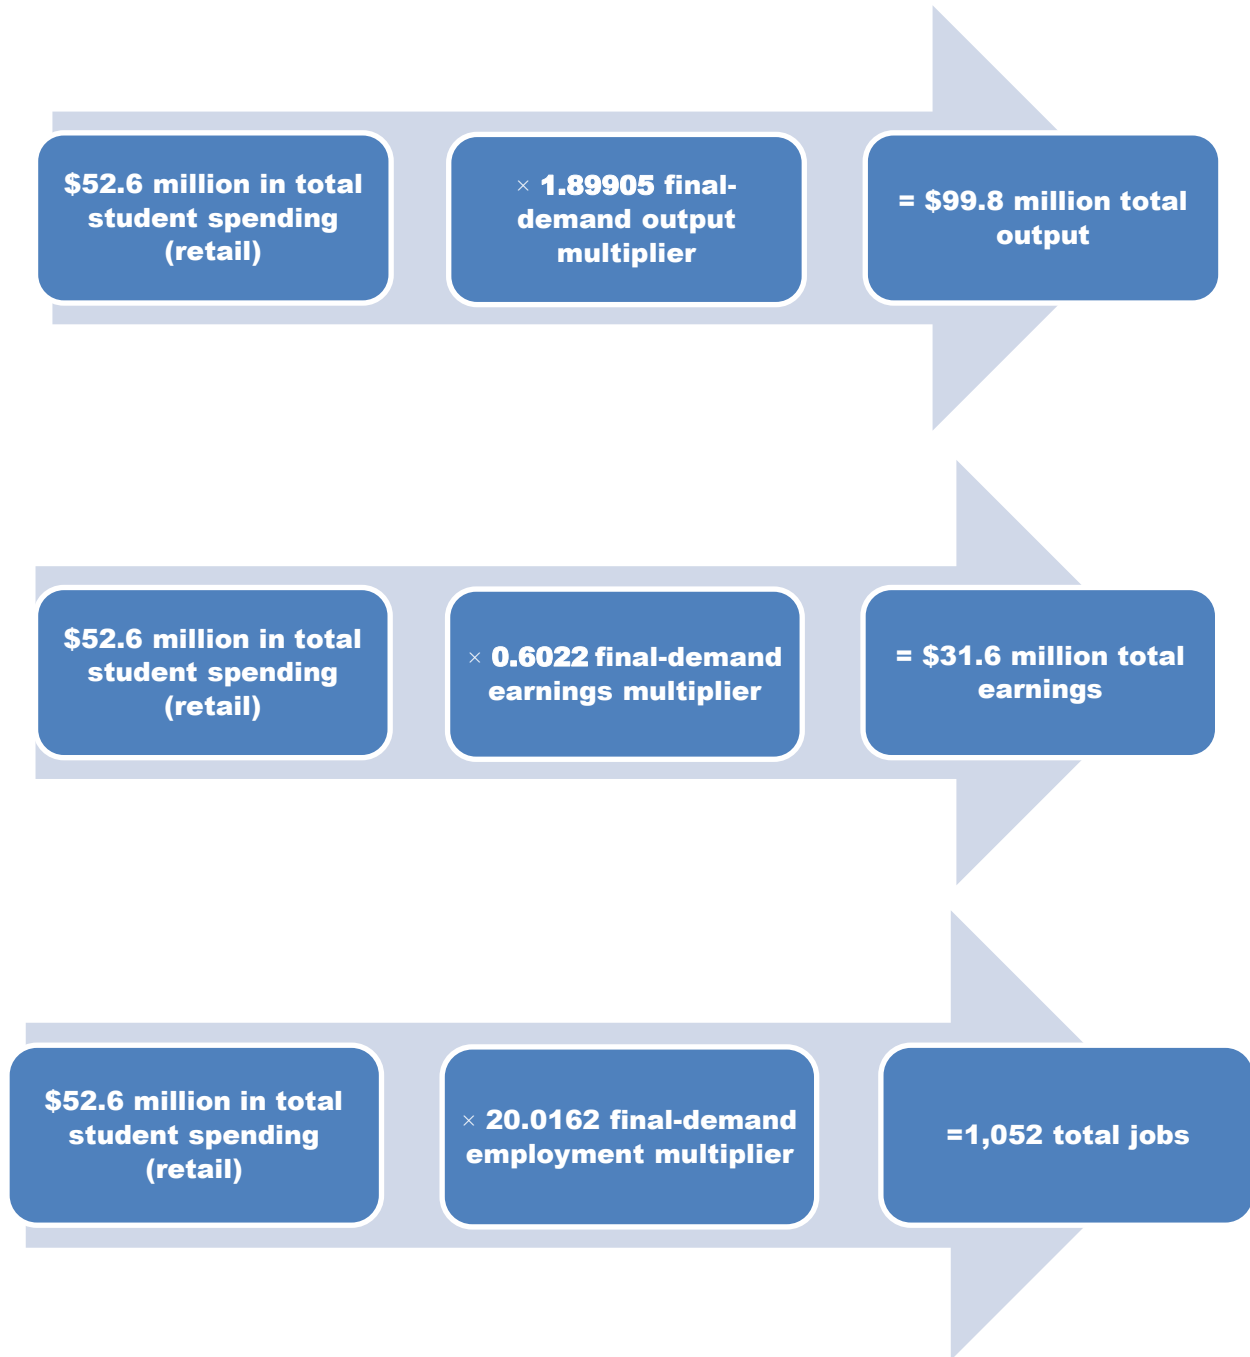 $52.6 million in total
student spending
(retail)
× 1.89905 final-
demand output
multiplier
= $99.8 million total
output
$52.6 million in total
student spending
(retail)
× 0.6022 final-demand
earnings multiplier
= $31.6 million total
earnings
$52.6 million in total
student spending
(retail)
× 20.0162 final-demand
employment multiplier
=1,052 total jobs